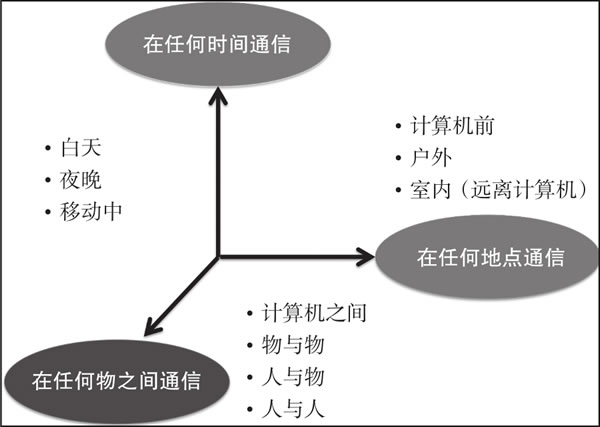 在任何时间通信
• 白天
• 夜晚
• 移动中
• 计算机前
• 户外
• 室内（远离计算机）
在任何地点通信
• 计算机之间
• 物与物
• 人与物
• 人与人
在任何物之间通信